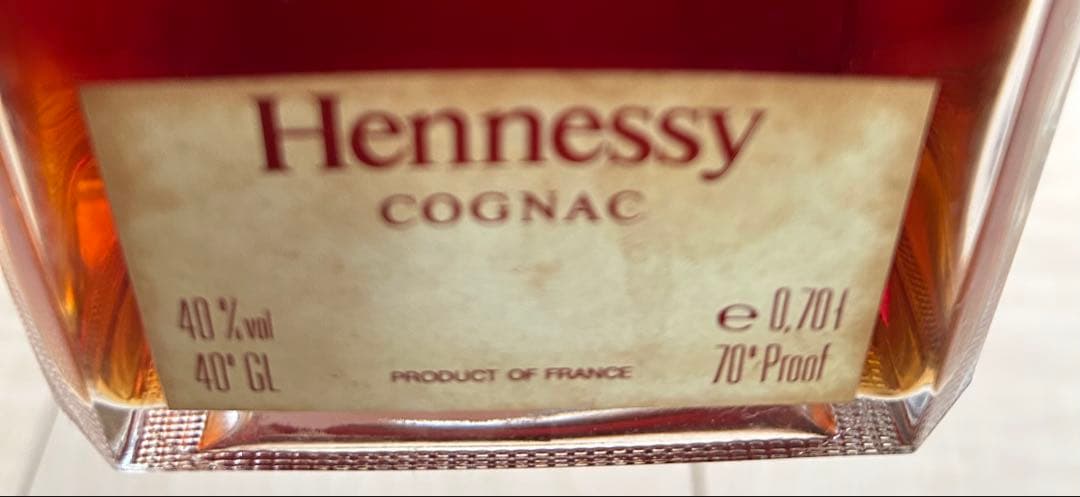 Hennessy
COGNAC
40 % vol
40° GL
PRODUCT OF FRANCE
e 0,70 l
70° Proof